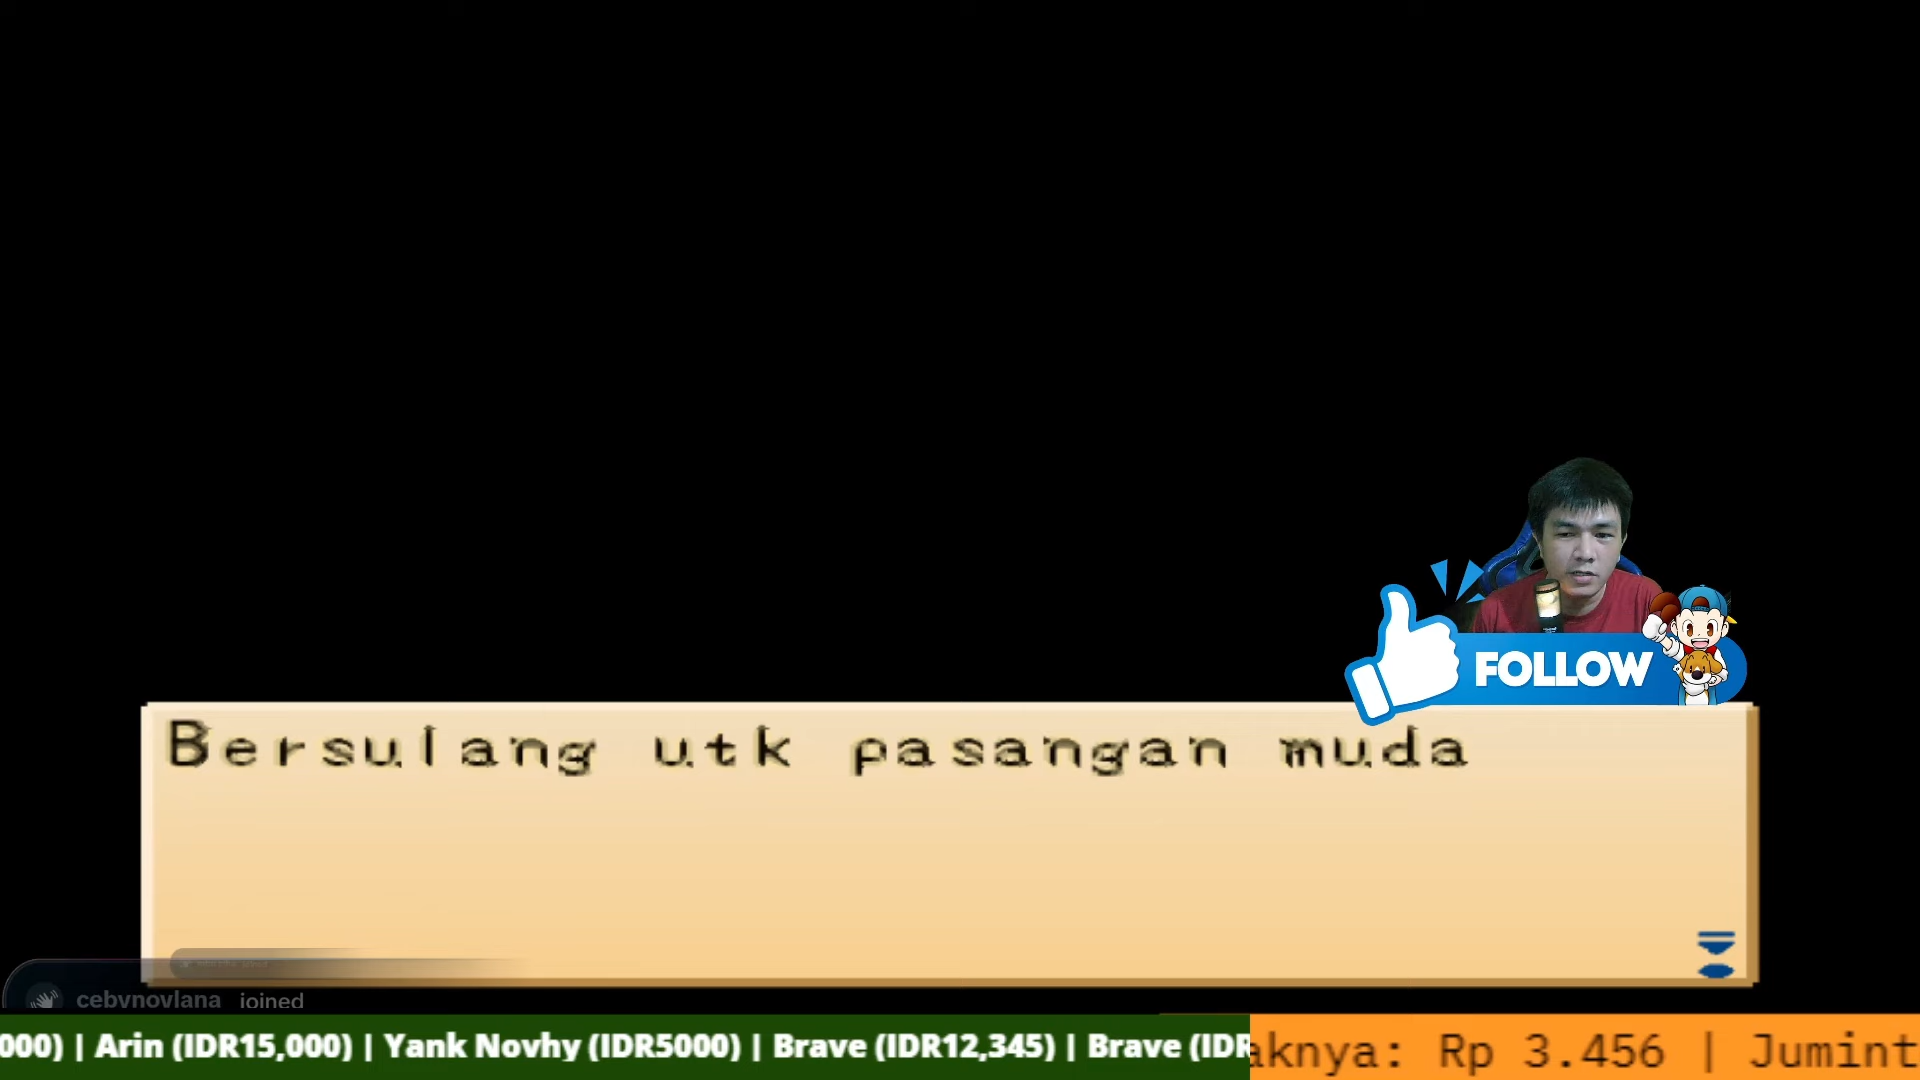 FOLLOW
Bersulang utk pasangan muda
cebvnovlana joined
000) | Arin (IDR15,000) | Yank Novhy (IDR5000) | Brave (IDR12,345) | Brave (IDR
aknya: Rp 3.456 | Jumint